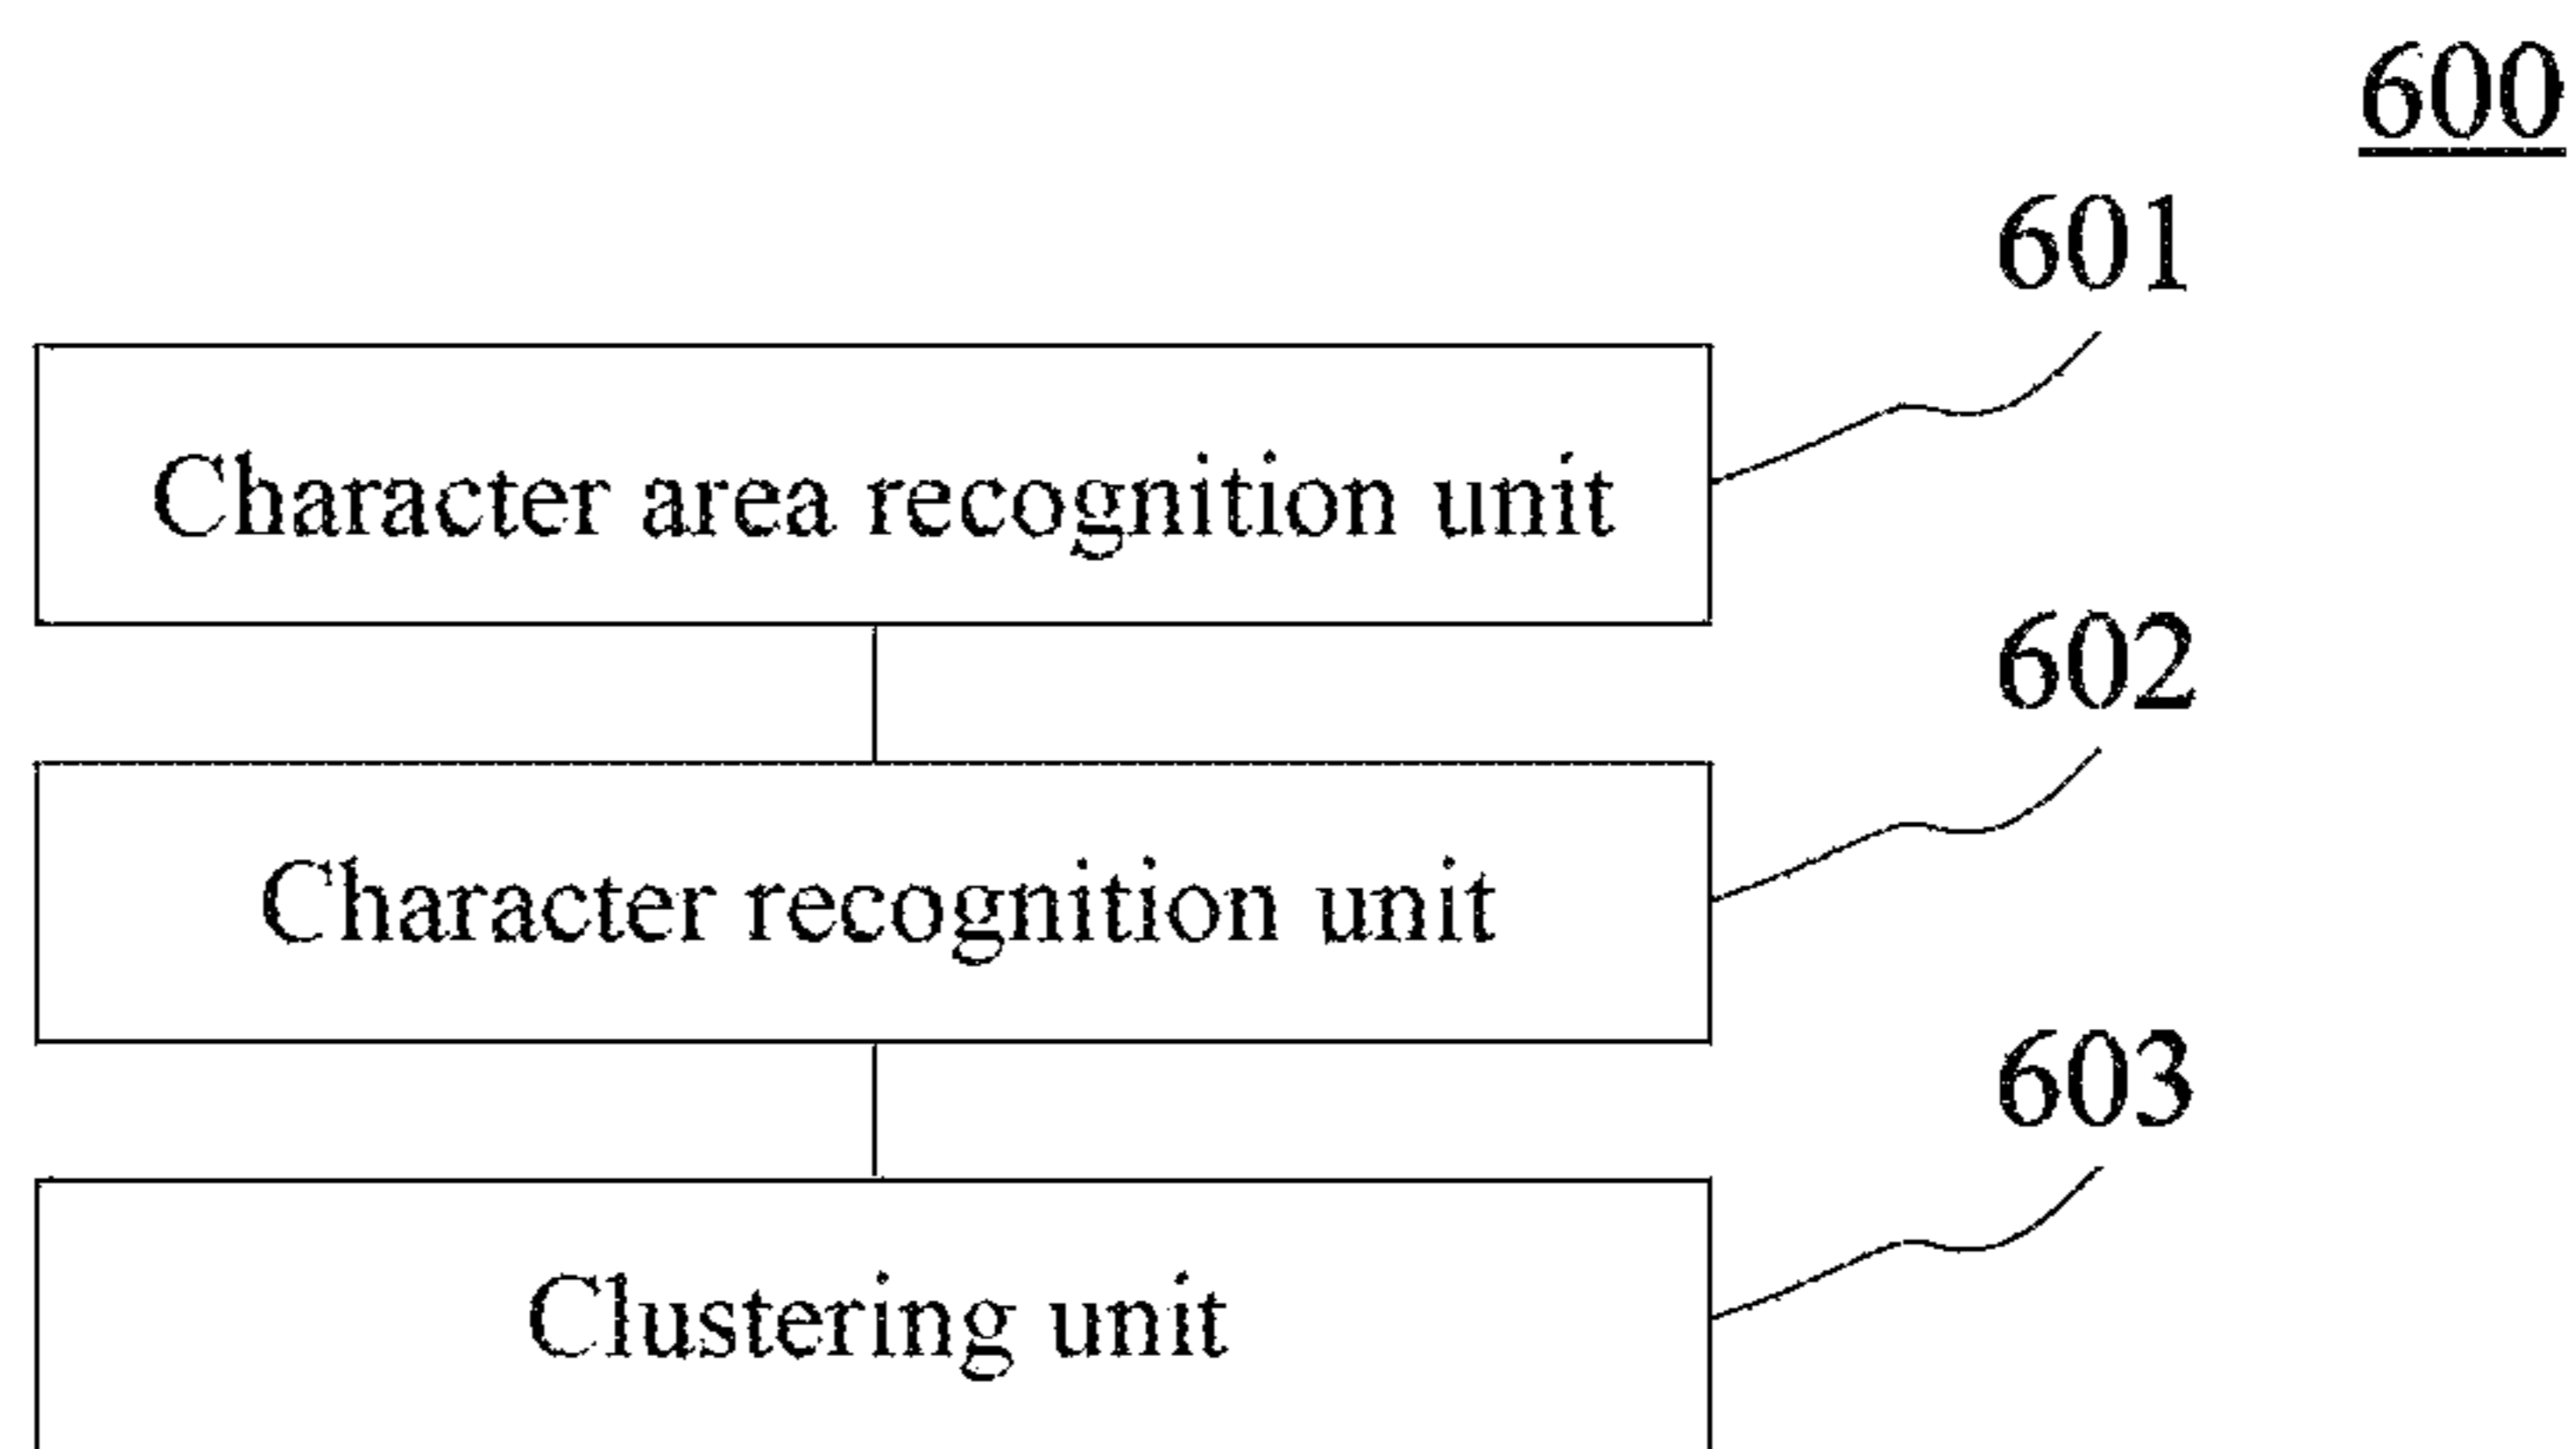 600
601
Character area recognition unit
602
Character recognition unit
603
Clustering unit